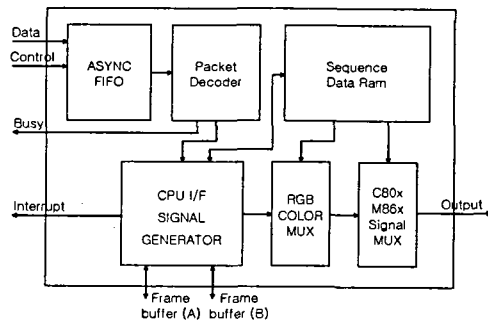 Data
Control
ASYNC
FIFO
Packet
Decoder
Sequence
Data Ram
Busy
Interrupt
CPU I/F
SIGNAL
GENERATOR
RGB
COLOR
MUX
C80x
M86x
Signal
MUX
Output
Frame
buffer (A)
Frame
buffer (B)